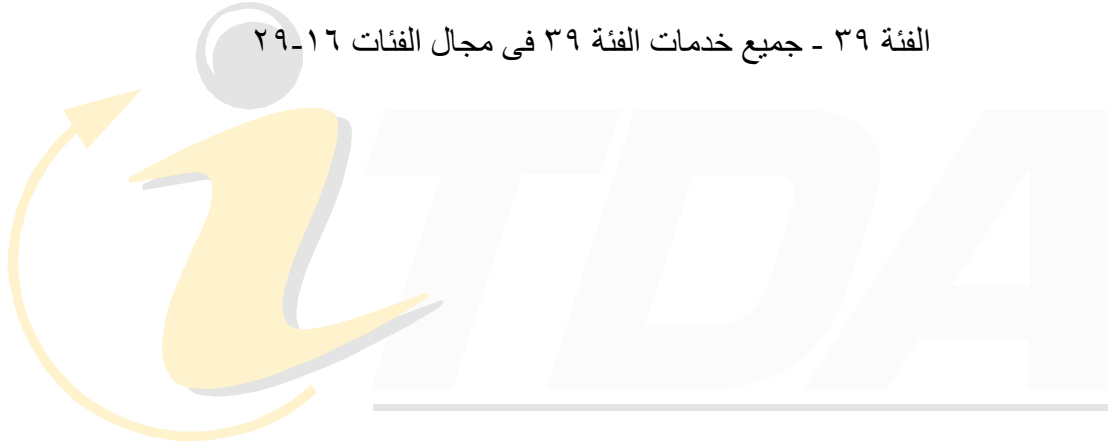 الفئة ٣٩ - جميع خدمات الفئة ٣٩ فى مجال الفئات ١٦-٢٩
iTDA